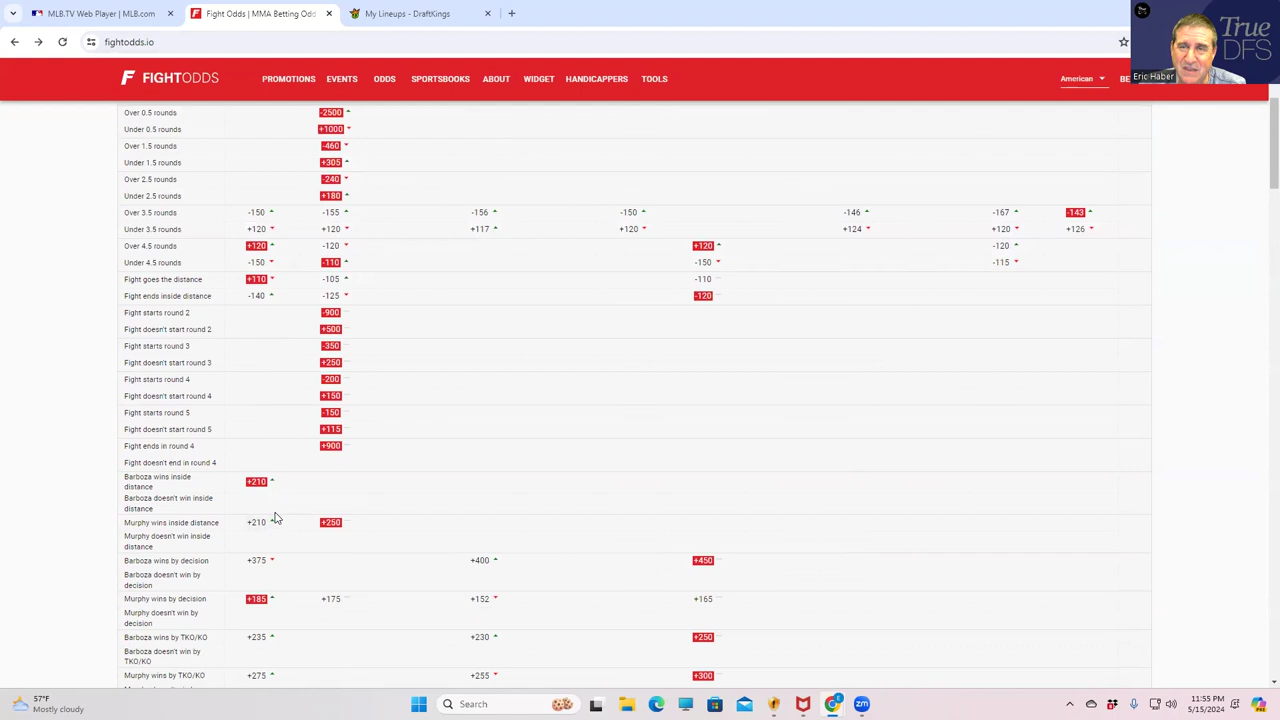 MLB.TV Web Player | MLB.com
Fight Odds | MMA Betting Odd
My Lineups - DraftKings
fightodds.io
True
DFS
Eric Haber
FIGHTODDS
PROMOTIONS EVENTS ODDS SPORTSBOOKS ABOUT WIDGET HANDICAPPERS TOOLS
American
BE
Over 0.5 rounds -2500
Under 0.5 rounds +1000
Over 1.5 rounds -460
Under 1.5 rounds +305
Over 2.5 rounds -240
Under 2.5 rounds +180
Over 3.5 rounds -150 -155 -156 -150 -146 -167 -143
Under 3.5 rounds +120 +120 +117 +120 +124 +120 +126
Over 4.5 rounds +120 -120 +120 -120
Under 4.5 rounds -150 -110 -150 -115
Fight goes the distance +110 -105 -110
Fight ends inside distance -140 -125 -120
Fight starts round 2 -900
Fight doesn't start round 2 +500
Fight starts round 3 -350
Fight doesn't start round 3 +250
Fight starts round 4 -200
Fight doesn't start round 4 +150
Fight starts round 5 -150
Fight doesn't start round 5 +115
Fight ends in round 4 +900
Fight doesn't end in round 4
Barboza wins inside
distance +210
Barboza doesn't win inside
distance
Murphy wins inside distance +210 +250
Murphy doesn't win inside
distance
Barboza wins by decision +375 +400 +450
Barboza doesn't win by
decision
Murphy wins by decision +185 +175 +152 +165
Murphy doesn't win by
decision
Barboza wins by TKO/KO +235 +230 +250
Barboza doesn't win by
TKO/KO
Murphy wins by TKO/KO +275 +255 +300
57°F
Mostly cloudy
Search
11:55 PM
5/15/2024